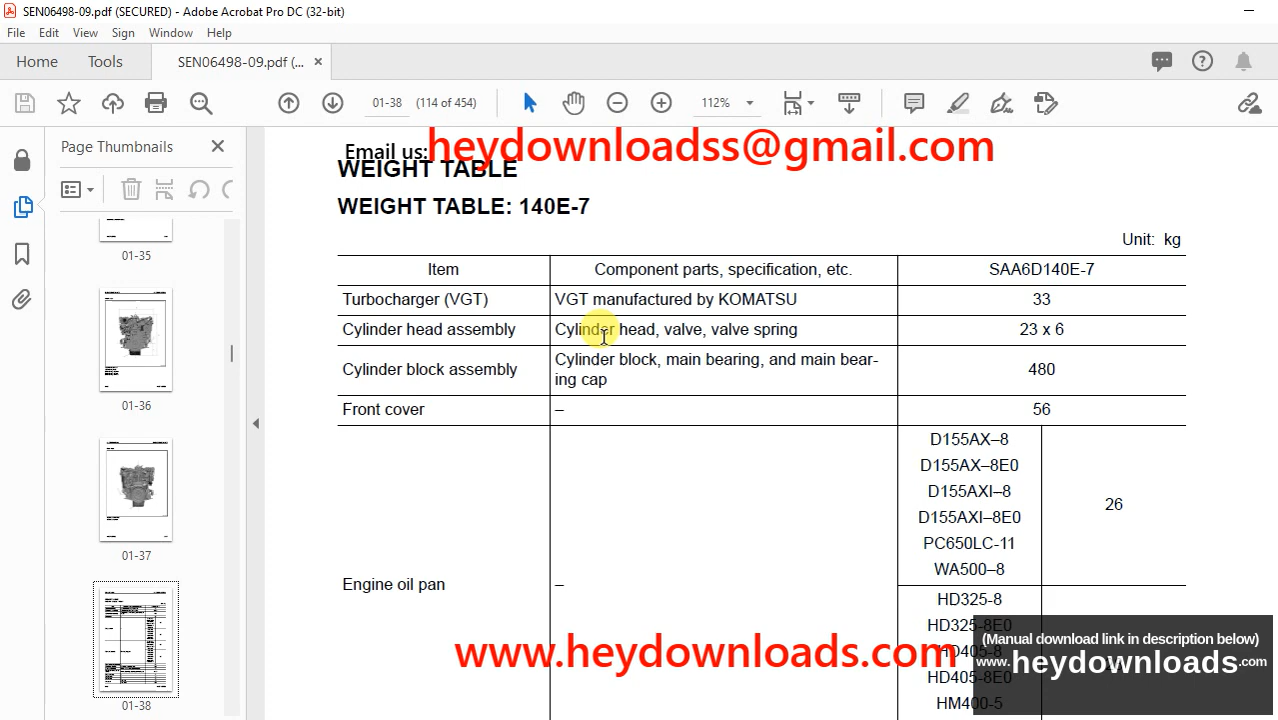 SEN06498-09.pdf (SECURED) - Adobe Acrobat Pro DC (32-bit)
File Edit View Sign Window Help
Home Tools SEN06498-09.pdf (... ×
01-38 (114 of 454) 112%
Page Thumbnails
01-35
01-36
01-37
01-38
Email us: heydownloadss@gmail.com
WEIGHT TABLE
WEIGHT TABLE: 140E-7
Unit: kg
Item Component parts, specification, etc. SAA6D140E-7
Turbocharger (VGT) VGT manufactured by KOMATSU 33
Cylinder head assembly Cylinder head, valve, valve spring 23 x 6
Cylinder block assembly Cylinder block, main bearing, and main bear-
ing cap 480
Front cover – 56
Engine oil pan –
D155AX–8
D155AX–8E0
D155AXI–8
D155AXI–8E0
PC650LC-11
WA500–8
26
HD325-8
HD325-8E0
HD405-8
HD405-8E0
HM400-5
www.heydownloads.com
(Manual download link in description below)
www.heydownloads.com